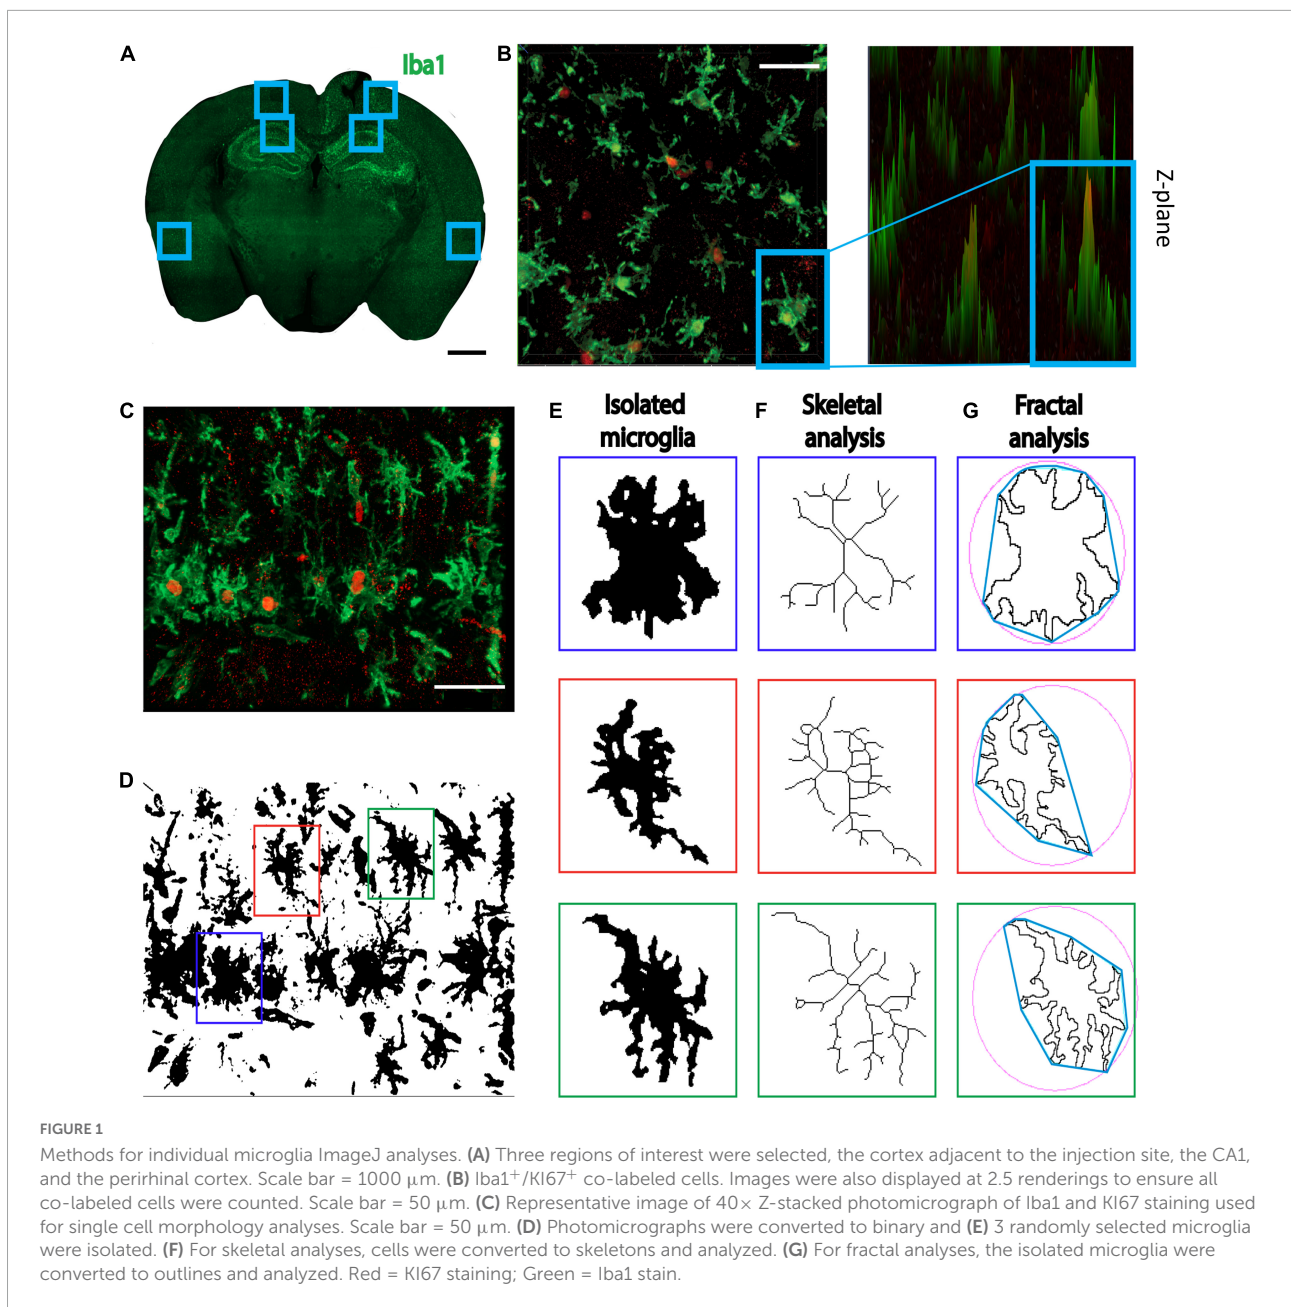 A
Iba1
B
Z-plane
C
D
E
Isolated
microglia
F
Skeletal
analysis
G
Fractal
analysis
FIGURE 1
Methods for individual microglia ImageJ analyses. (A) Three regions of interest were selected, the cortex adjacent to the injection site, the CA1,
and the perirhinal cortex. Scale bar = 1000 μm. (B) Iba1⁺/KI67⁺ co-labeled cells. Images were also displayed at 2.5 renderings to ensure all
co-labeled cells were counted. Scale bar = 50 μm. (C) Representative image of 40× Z-stacked photomicrograph of Iba1 and KI67 staining used
for single cell morphology analyses. Scale bar = 50 μm. (D) Photomicrographs were converted to binary and (E) 3 randomly selected microglia
were isolated. (F) For skeletal analyses, cells were converted to skeletons and analyzed. (G) For fractal analyses, the isolated microglia were
converted to outlines and analyzed. Red = KI67 staining; Green = Iba1 stain.